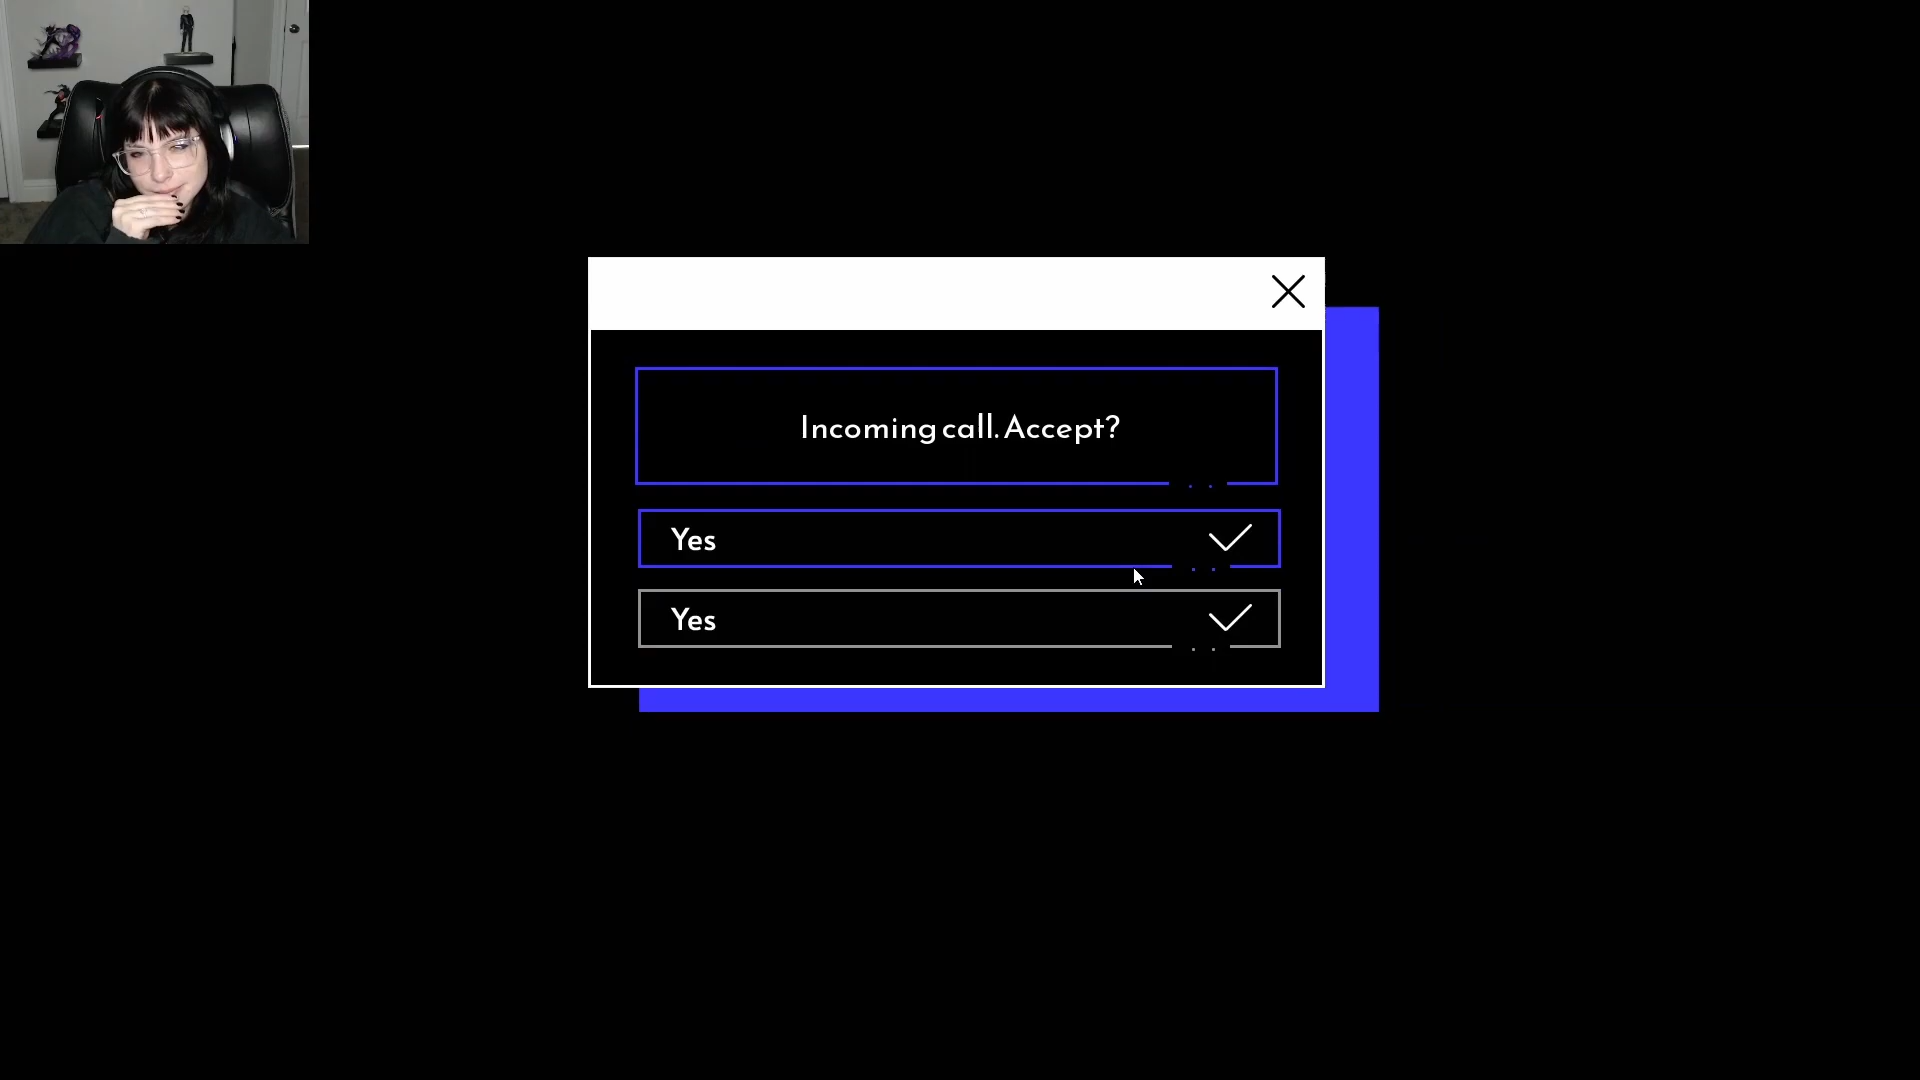 Incoming call. Accept?
Yes
Yes